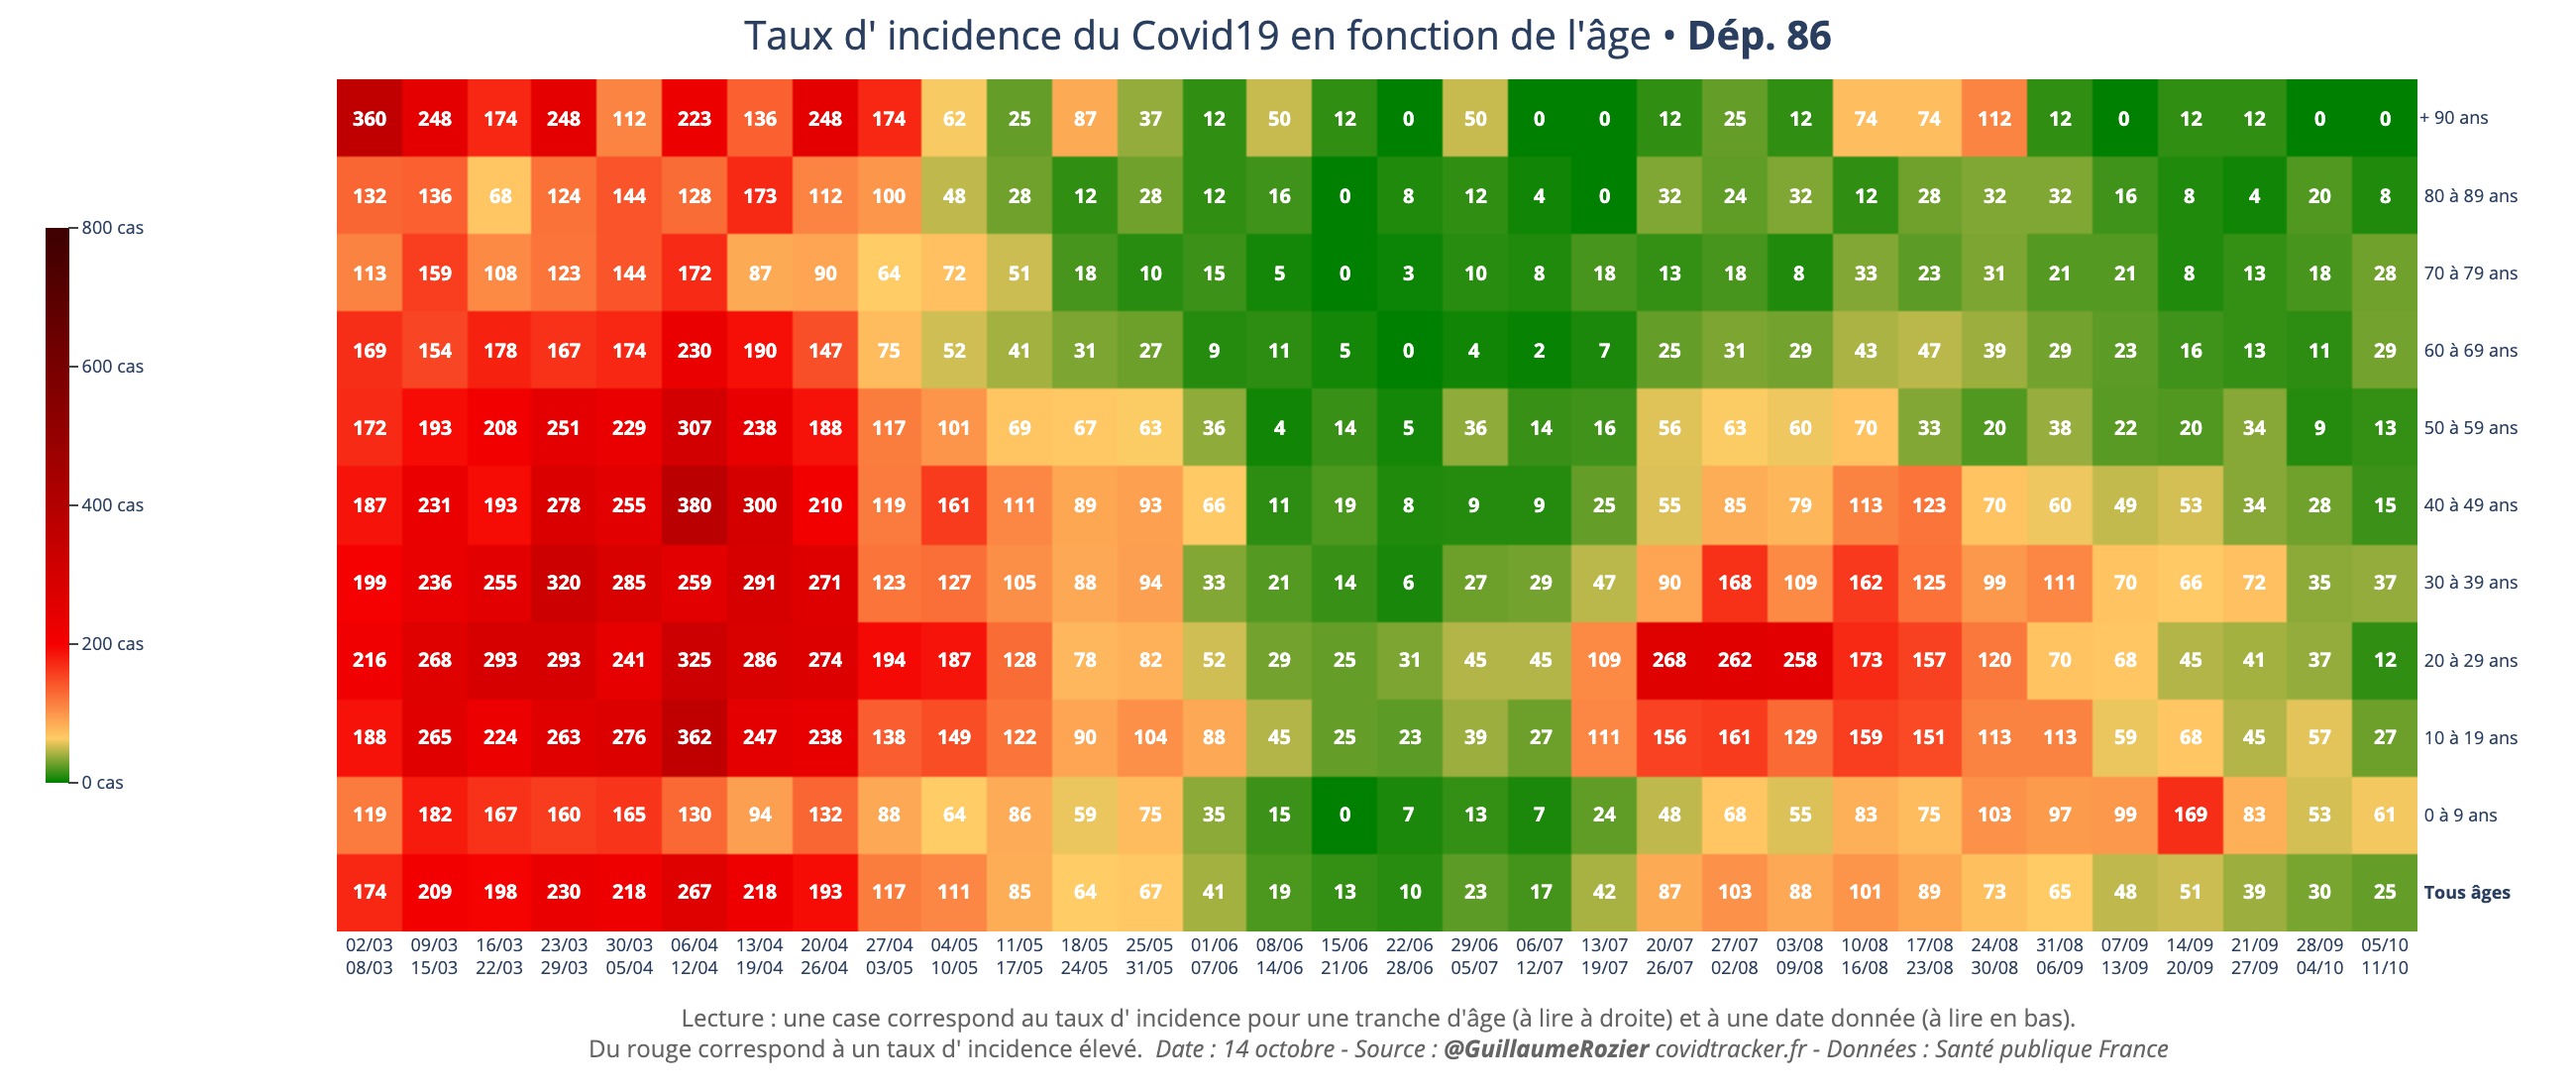 Taux d' incidence du Covid19 en fonction de l'âge • Dép. 86
800 cas
600 cas
400 cas
200 cas
0 cas
360 248 174 248 112 223 136 248 174 62 25 87 37 12 50 12 0 50 0 0 12 25 12 74 74 112 12 0 12 12 0 0 + 90 ans
132 136 68 124 144 128 173 112 100 48 28 12 28 12 16 0 8 12 4 0 32 24 32 12 28 32 32 16 8 4 20 8 80 à 89 ans
113 159 108 123 144 172 87 90 64 72 51 18 10 15 5 0 3 10 8 18 13 18 8 33 23 31 21 21 8 13 18 28 70 à 79 ans
169 154 178 167 174 230 190 147 75 52 41 31 27 9 11 5 0 4 2 7 25 31 29 43 47 39 29 23 16 13 11 29 60 à 69 ans
172 193 208 251 229 307 238 188 117 101 69 67 63 36 4 14 5 36 14 16 56 63 60 70 33 20 38 22 20 34 9 13 50 à 59 ans
187 231 193 278 255 380 300 210 119 161 111 89 93 66 11 19 8 9 9 25 55 85 79 113 123 70 60 49 53 34 28 15 40 à 49 ans
199 236 255 320 285 259 291 271 123 127 105 88 94 33 21 14 6 27 29 47 90 168 109 162 125 99 111 70 66 72 35 37 30 à 39 ans
216 268 293 293 241 325 286 274 194 187 128 78 82 52 29 25 31 45 45 109 268 262 258 173 157 120 70 68 45 41 37 12 20 à 29 ans
188 265 224 263 276 362 247 238 138 149 122 90 104 88 45 25 23 39 27 111 156 161 129 159 151 113 113 59 68 45 57 27 10 à 19 ans
119 182 167 160 165 130 94 132 88 64 86 59 75 35 15 0 7 13 7 24 48 68 55 83 75 103 97 99 169 83 53 61 0 à 9 ans
174 209 198 230 218 267 218 193 117 111 85 64 67 41 19 13 10 23 17 42 87 103 88 101 89 73 65 48 51 39 30 25 Tous âges
02/03 09/03 16/03 23/03 30/03 06/04 13/04 20/04 27/04 04/05 11/05 18/05 25/05 01/06 08/06 15/06 22/06 29/06 06/07 13/07 20/07 27/07 03/08 10/08 17/08 24/08 31/08 07/09 14/09 21/09 28/09 05/10
08/03 15/03 22/03 29/03 05/04 12/04 19/04 26/04 03/05 10/05 17/05 24/05 31/05 07/06 14/06 21/06 28/06 05/07 12/07 19/07 26/07 02/08 09/08 16/08 23/08 30/08 06/09 13/09 20/09 27/09 04/10 11/10
Lecture : une case correspond au taux d' incidence pour une tranche d'âge (à lire à droite) et à une date donnée (à lire en bas).
Du rouge correspond à un taux d' incidence élevé. Date : 14 octobre - Source : @GuillaumeRozier covidtracker.fr - Données : Santé publique France